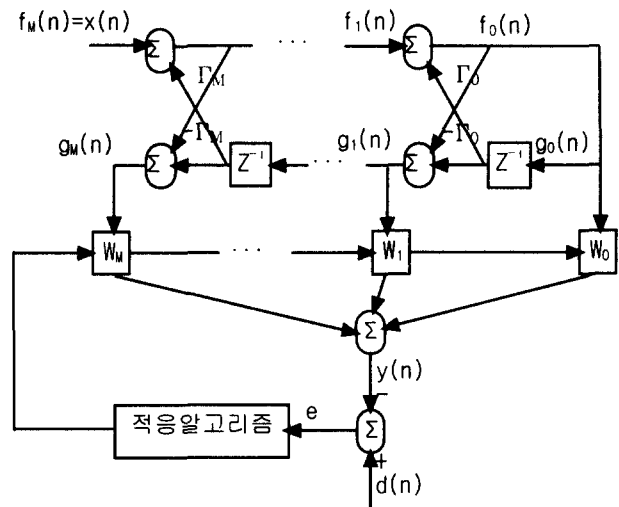 f_M(n)=x(n) ··· f_1(n) f_0(n)
Σ Σ
Γ_M Γ_0
-Γ_M -Γ_0
g_M(n) g_1(n) g_0(n)
Σ Z⁻¹ ··· Σ Z⁻¹
W_M ··· W_1 W_0
Σ
y(n)
-
적응알고리즘 e Σ
+
d(n)